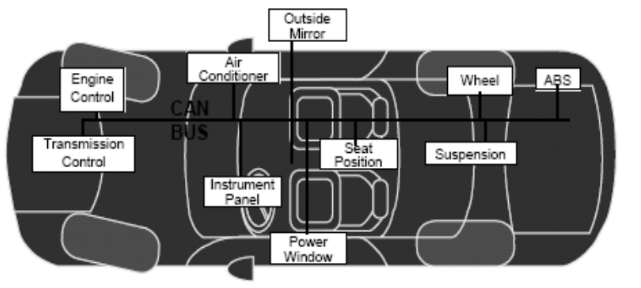 Outside
Mirror
Air
Conditioner
Engine
Control
Wheel
ABS
CAN
BUS
Transmission
Control
Seat
Position
Suspension
Instrument
Panel
Power
Window